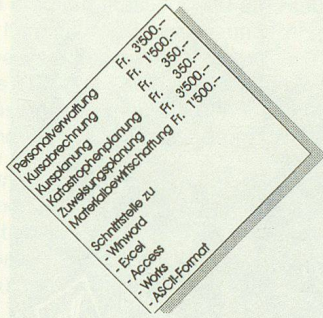 Personalverwaltung Fr. 3'500.–
Kursabrechnung Fr. 1'500.–
Kursplanung Fr. 350.–
Katastrophenplanung Fr. 350.–
Zuweisungsplanung Fr. 3'500.–
Materialbewirtschaftung Fr. 1'500.–
Schnittstelle zu
- Winword
- Excel
- Access
- Works
- ASCII-Format